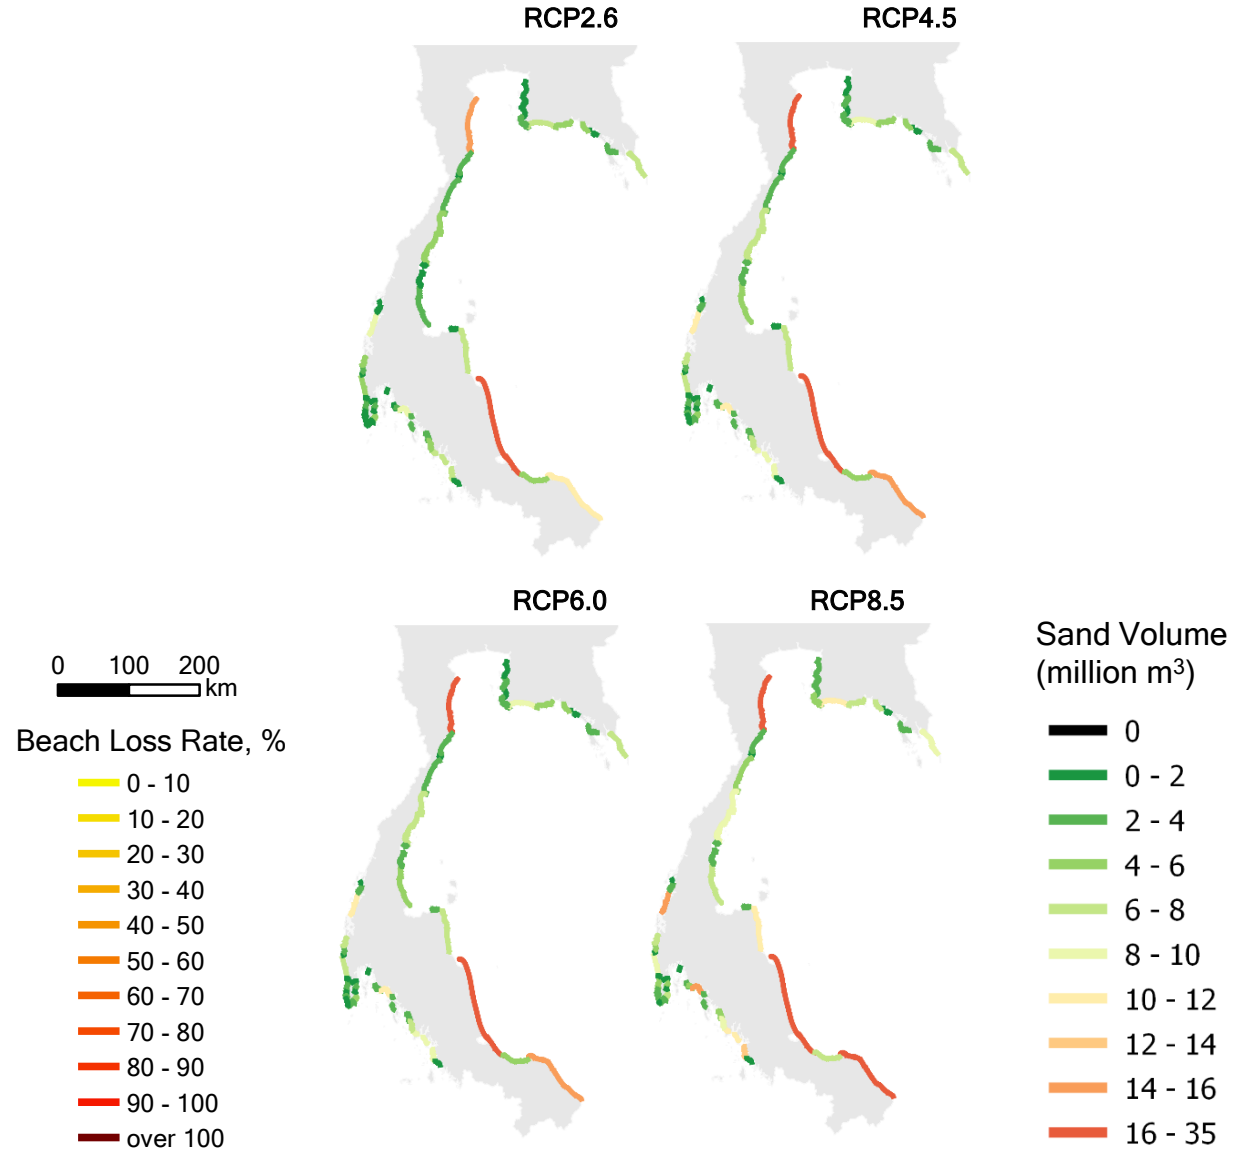 RCP2.6
RCP4.5
RCP6.0
RCP8.5
0 100 200
km
Beach Loss Rate, %
0 - 10
10 - 20
20 - 30
30 - 40
40 - 50
50 - 60
60 - 70
70 - 80
80 - 90
90 - 100
over 100
Sand Volume
(million m³)
0
0 - 2
2 - 4
4 - 6
6 - 8
8 - 10
10 - 12
12 - 14
14 - 16
16 - 35